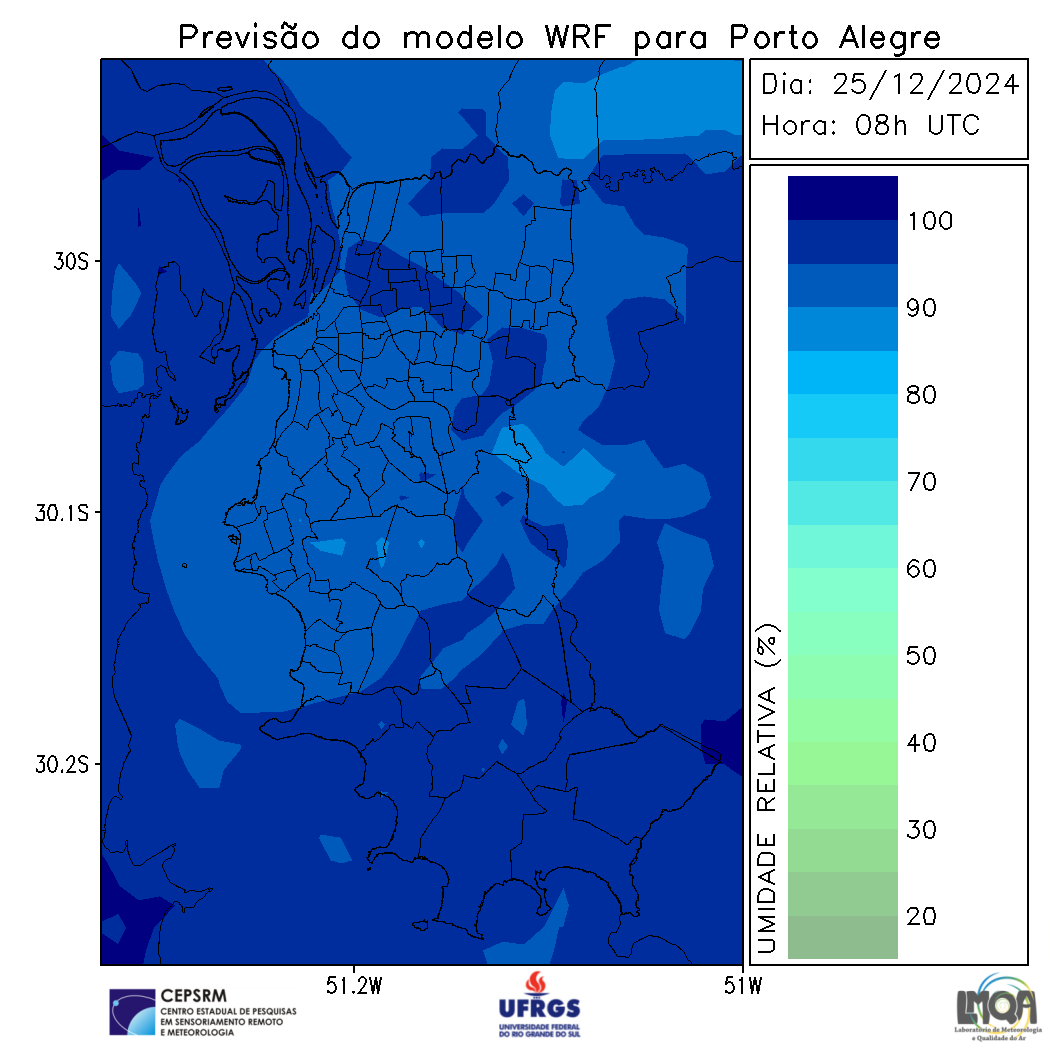 Previsão do modelo WRF para Porto Alegre
Dia: 25/12/2024
Hora: 08h UTC
30S
30.1S
30.2S
51.2W
51W
100
90
80
70
60
50
40
30
20
UMIDADE RELATIVA (%)
CEPSRM
CENTRO ESTADUAL DE PESQUISAS
EM SENSORIAMENTO REMOTO
E METEOROLOGIA
UFRGS
UNIVERSIDADE FEDERAL
DO RIO GRANDE DO SUL
LMQA
Laboratório de Meteorologia
e Qualidade do Ar